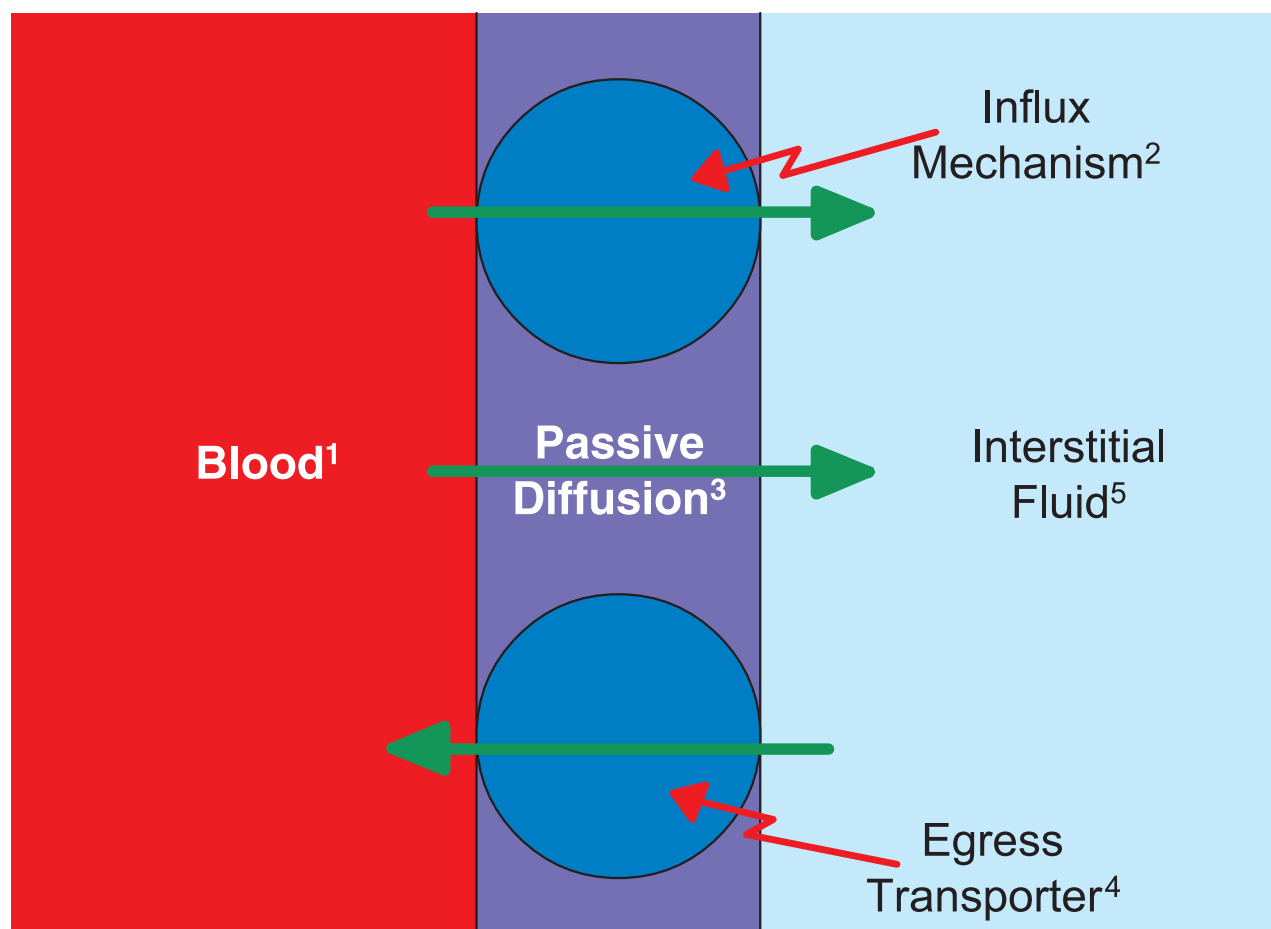 Influx
Mechanism²
Blood¹
Passive
Diffusion³
Interstitial
Fluid⁵
Egress
Transporter⁴